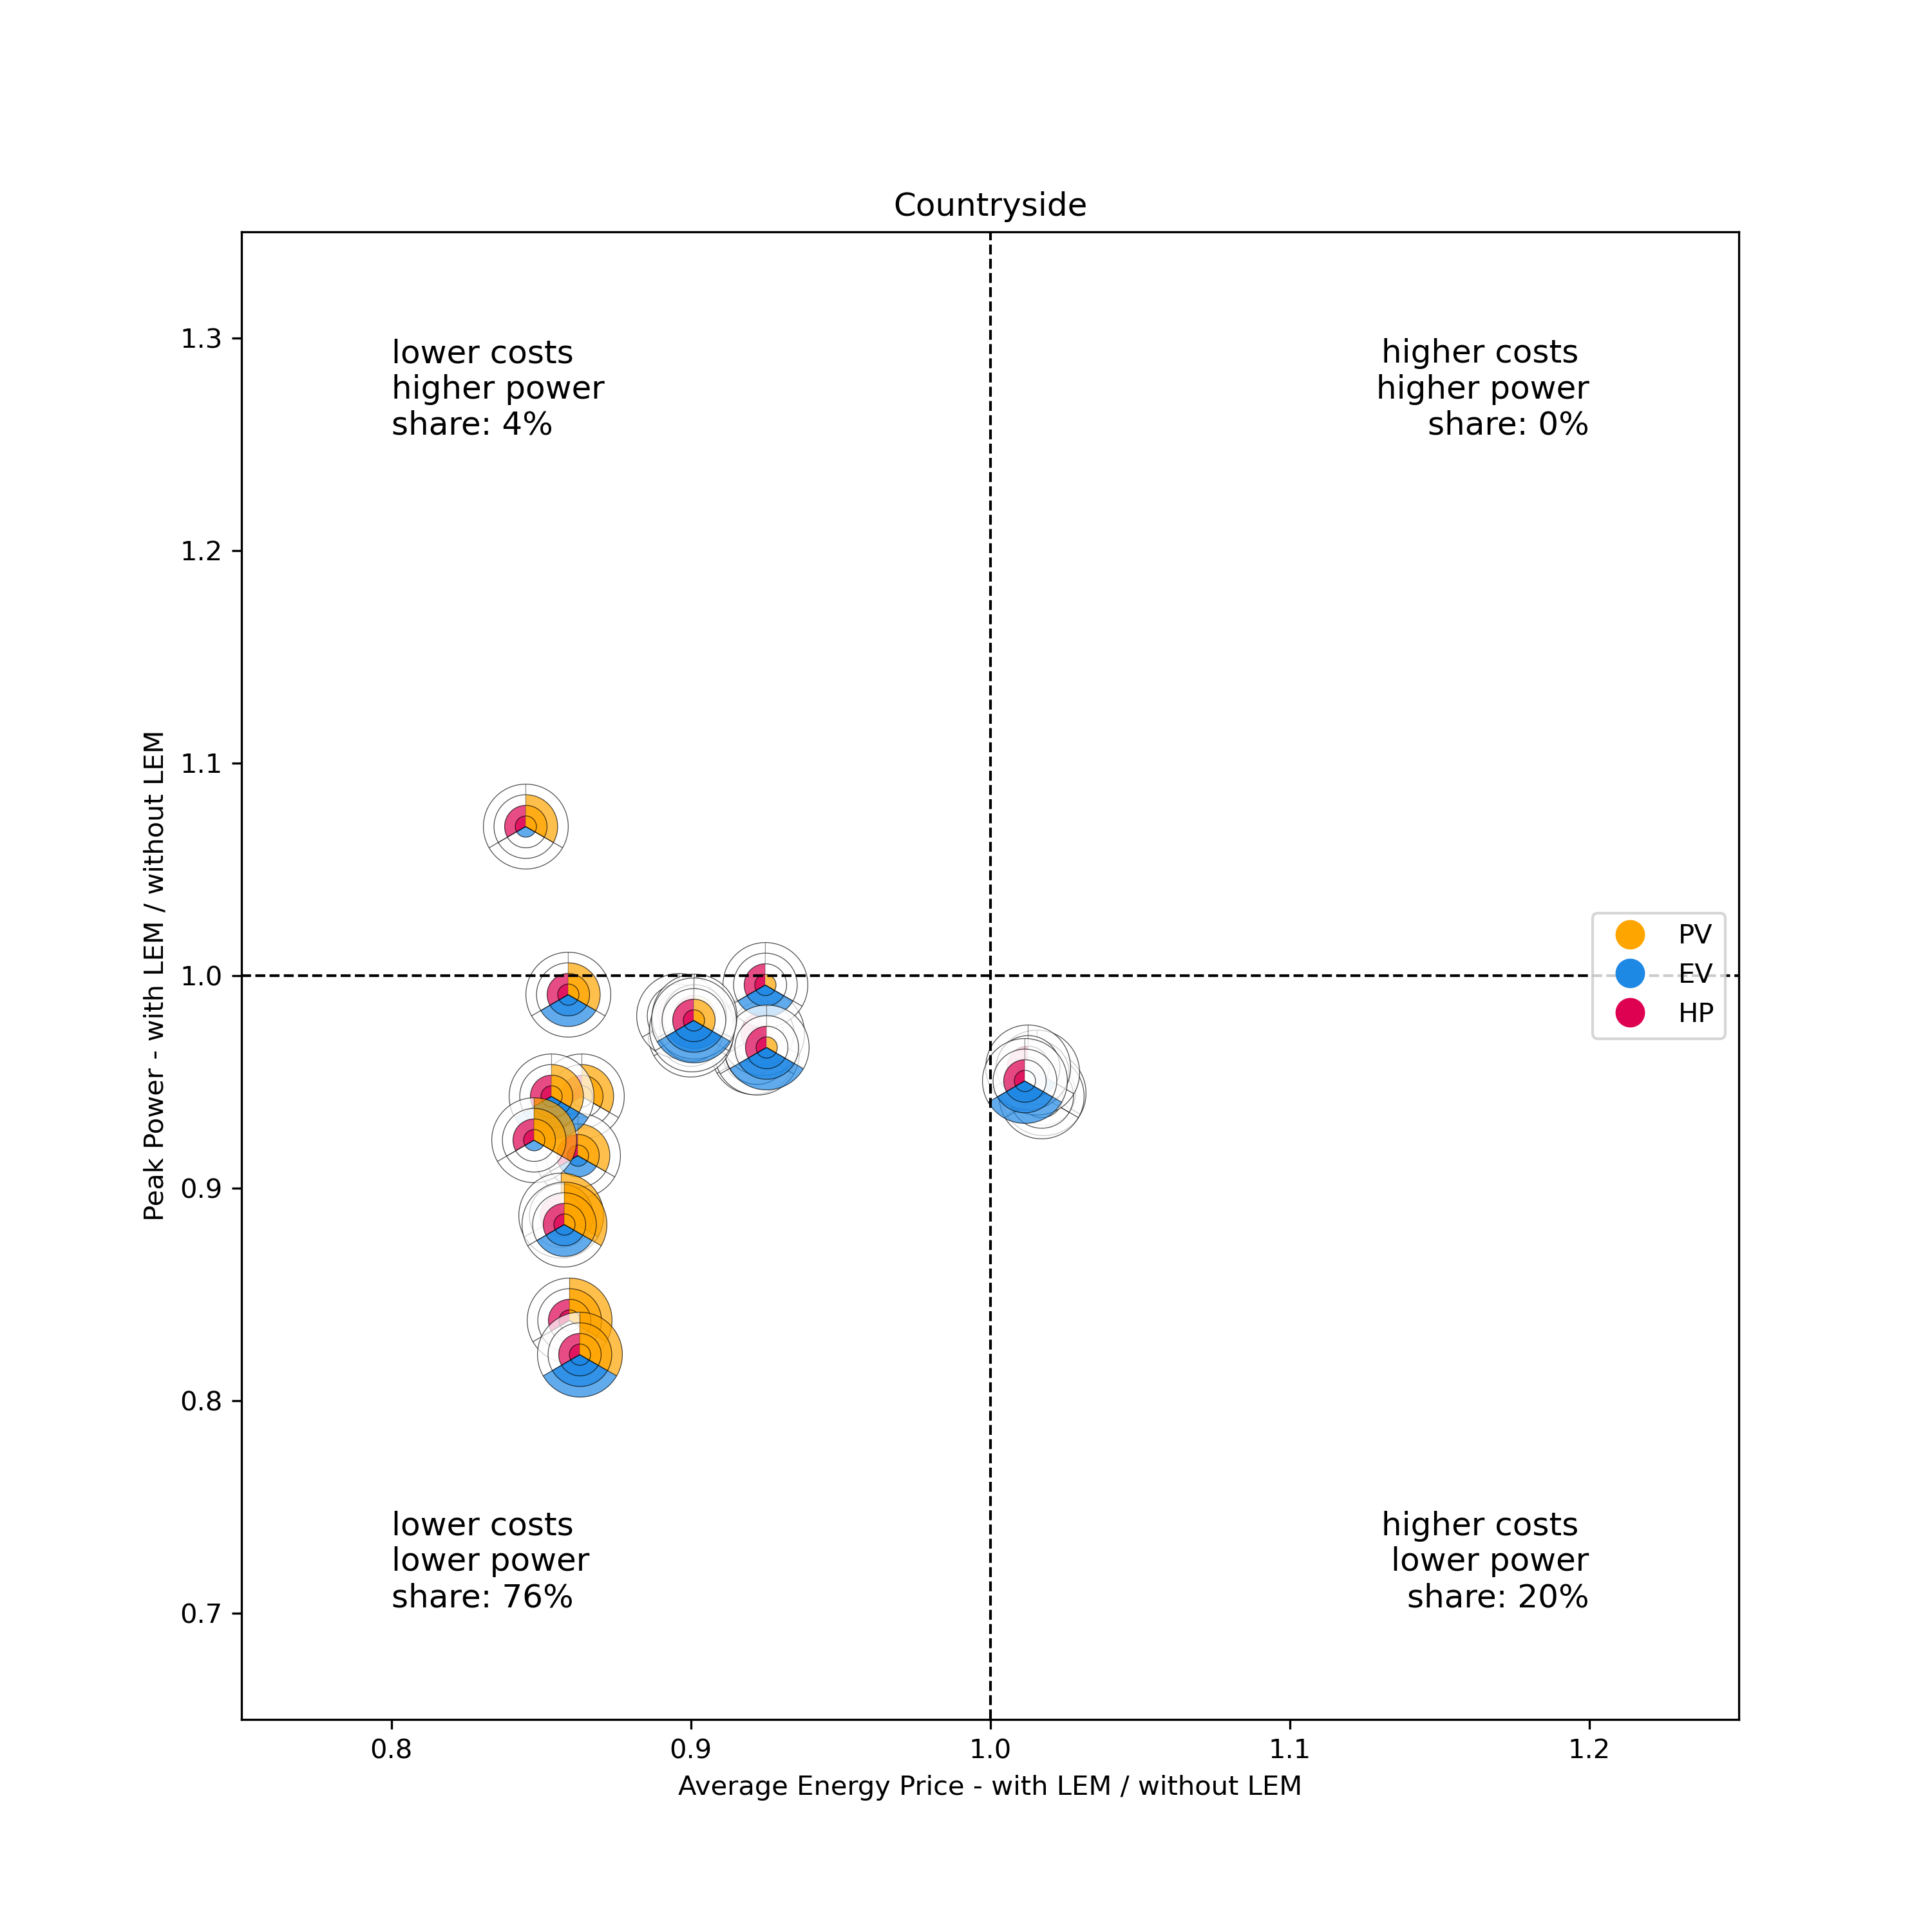 Countryside
lower costs
higher power
share: 4%
higher costs
higher power
share: 0%
1.3
1.2
1.1
1.0
0.9
0.8
0.7
Peak Power - with LEM / without LEM
PV
EV
HP
lower costs
lower power
share: 76%
higher costs
lower power
share: 20%
0.8
0.9
1.0
1.1
1.2
Average Energy Price - with LEM / without LEM